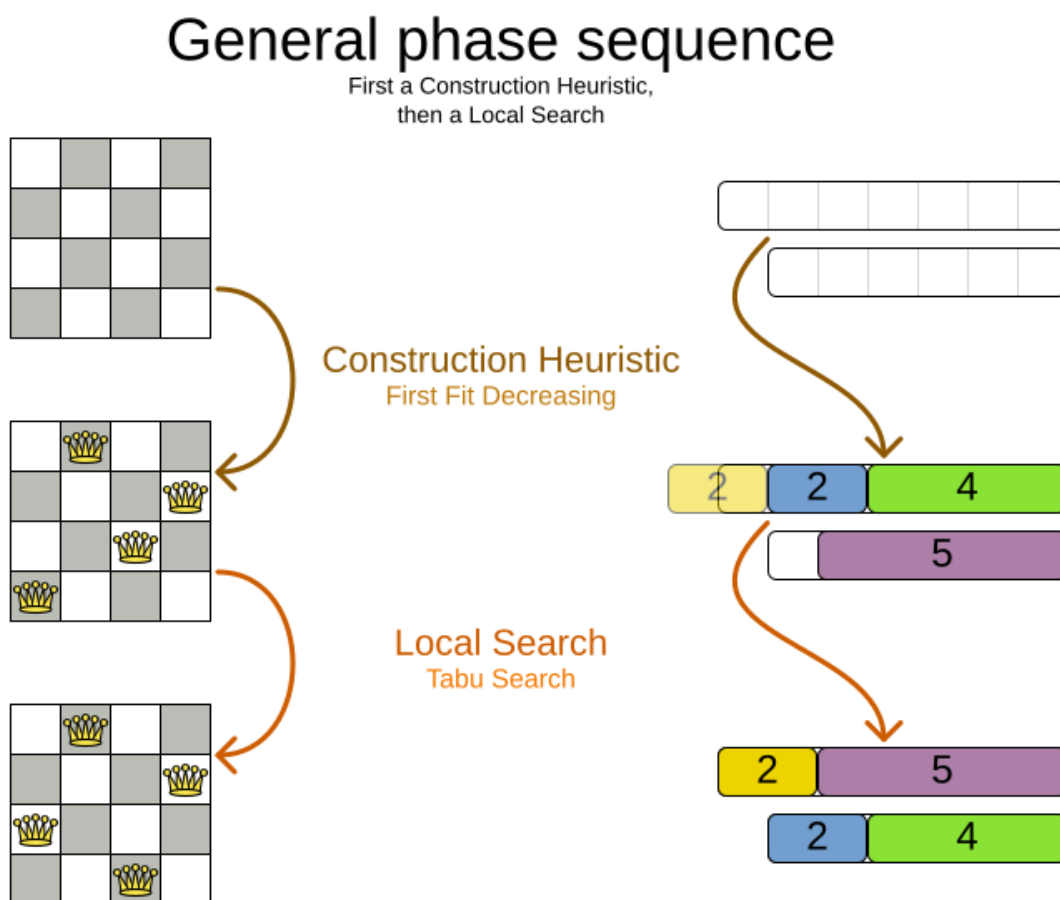 General phase sequence
First a Construction Heuristic,
then a Local Search
Construction Heuristic
First Fit Decreasing
2 2 4
5
Local Search
Tabu Search
2 5
2 4